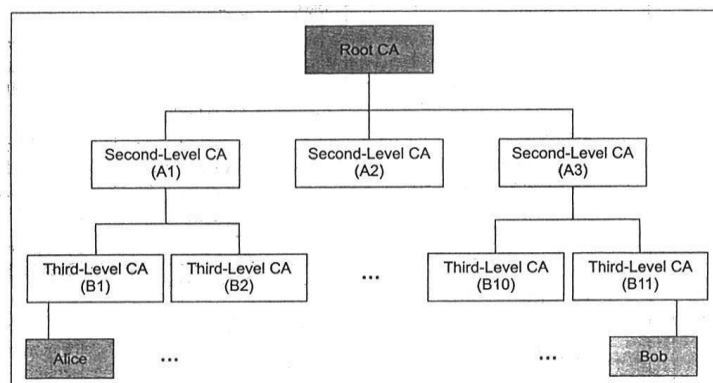 Root CA
Second-Level CA
(A1)
Second-Level CA
(A2)
Second-Level CA
(A3)
Third-Level CA
(B1)
Third-Level CA
(B2)
...
Third-Level CA
(B10)
Third-Level CA
(B11)
Alice
...
...
Bob